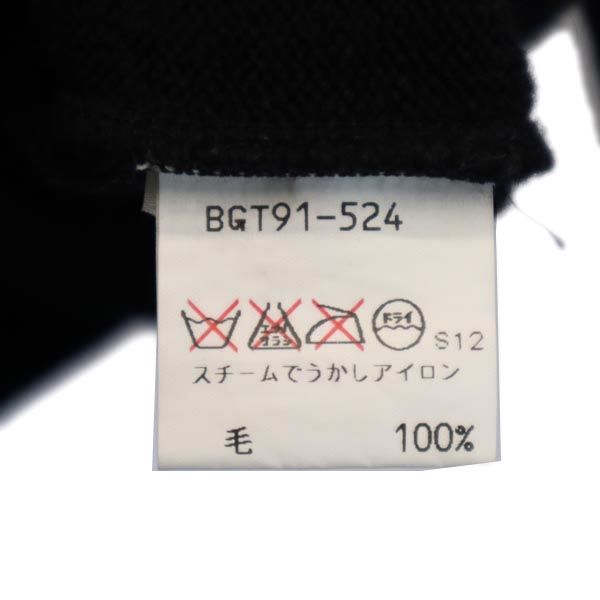 BGT91-524
エンソ
サラシ
ドライ
S12
スチームでうかしアイロン
毛 100%